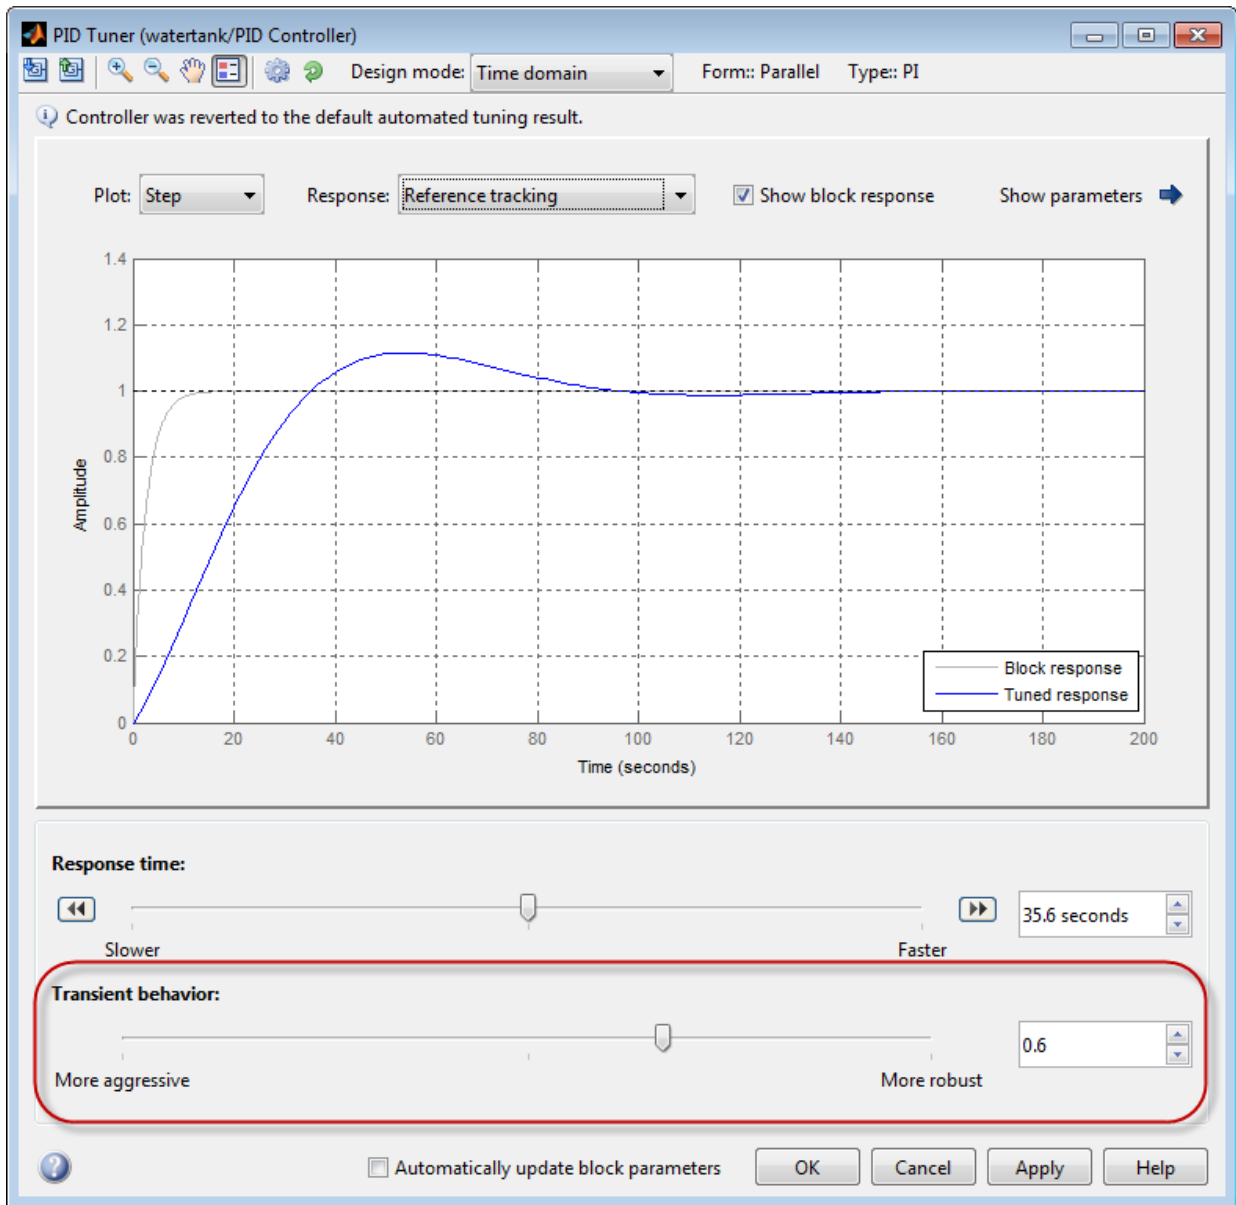 PID Tuner (watertank/PID Controller)
Design mode: Time domain Form:: Parallel Type:: PI
Controller was reverted to the default automated tuning result.
Plot: Step Response: Reference tracking Show block response Show parameters
1.4
1.2
1
0.8
0.6
0.4
0.2
0
Amplitude
Block response
Tuned response
0 20 40 60 80 100 120 140 160 180 200
Time (seconds)
Response time:
35.6 seconds
Slower Faster
Transient behavior:
0.6
More aggressive More robust
? Automatically update block parameters OK Cancel Apply Help